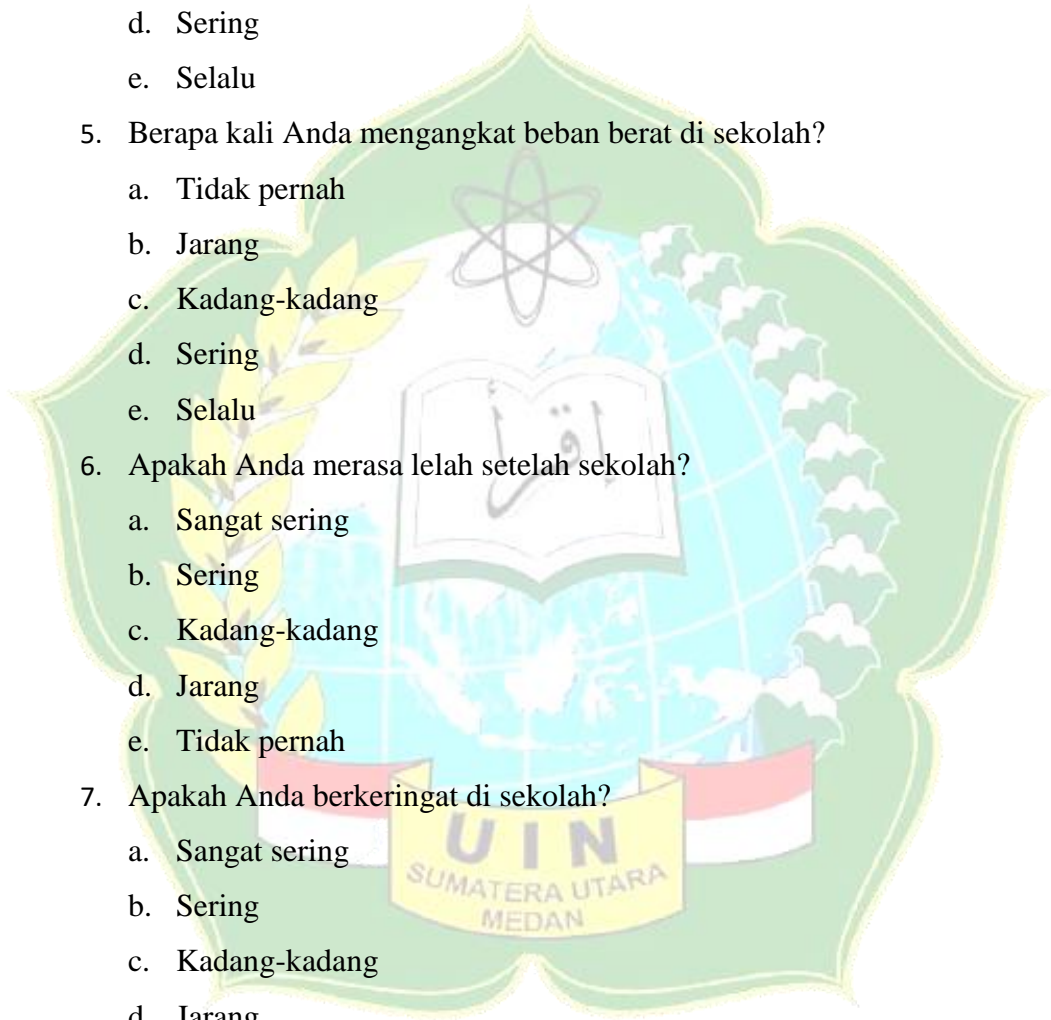 d. Sering
e. Selalu
5. Berapa kali Anda mengangkat beban berat di sekolah?
a. Tidak pernah
b. Jarang
c. Kadang-kadang
d. Sering
e. Selalu
6. Apakah Anda merasa lelah setelah sekolah?
a. Sangat sering
b. Sering
c. Kadang-kadang
d. Jarang
e. Tidak pernah
7. Apakah Anda berkeringat di sekolah?
a. Sangat sering
b. Sering
c. Kadang-kadang
d. Jarang
إقرأ
UIN
SUMATERA UTARA
MEDAN